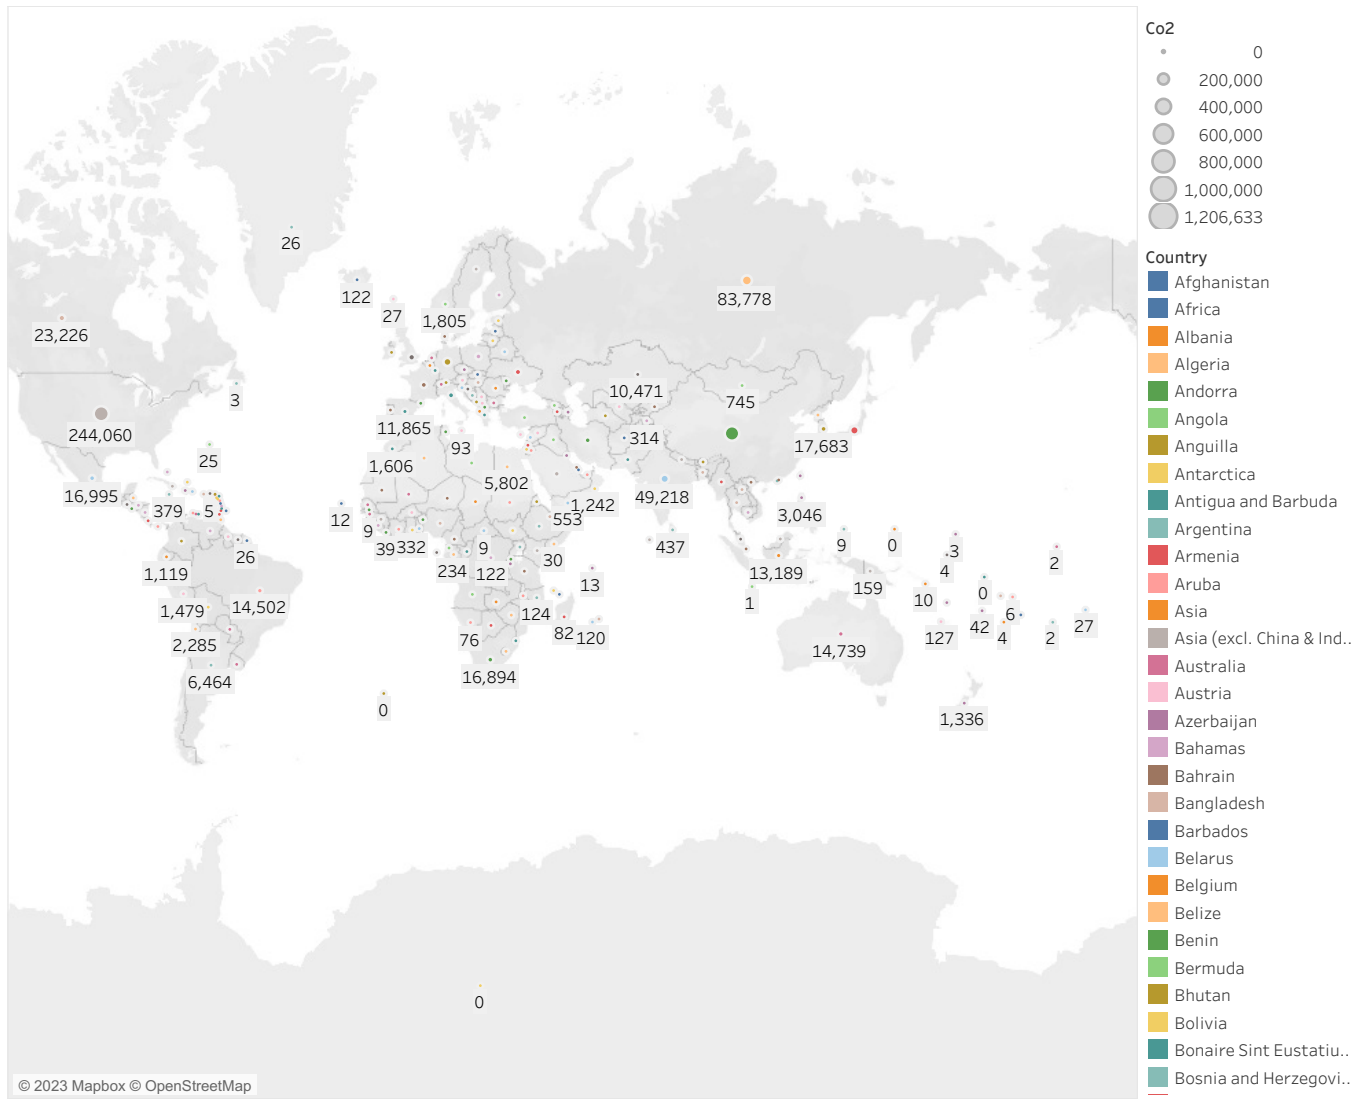 26
122
27
1,805
83,778
23,226
10,471
745
3
244,060
11,865
93
314
17,683
25
1,606
5,802
49,218
16,995
379
5
12
9
39
332
553
1,242
3,046
437
26
9
234
122
30
9
0
3
4
2
1,119
13,189
13
159
1
1,479
14,502
124
10
0
6
2,285
76
82
120
14,739
127
42
4
2
27
6,464
16,894
0
1,336
0
© 2023 Mapbox © OpenStreetMap
Co2
0
200,000
400,000
600,000
800,000
1,000,000
1,206,633
Country
Afghanistan
Africa
Albania
Algeria
Andorra
Angola
Anguilla
Antarctica
Antigua and Barbuda
Argentina
Armenia
Aruba
Asia
Asia (excl. China & Ind..
Australia
Austria
Azerbaijan
Bahamas
Bahrain
Bangladesh
Barbados
Belarus
Belgium
Belize
Benin
Bermuda
Bhutan
Bolivia
Bonaire Sint Eustatiu..
Bosnia and Herzegovi..